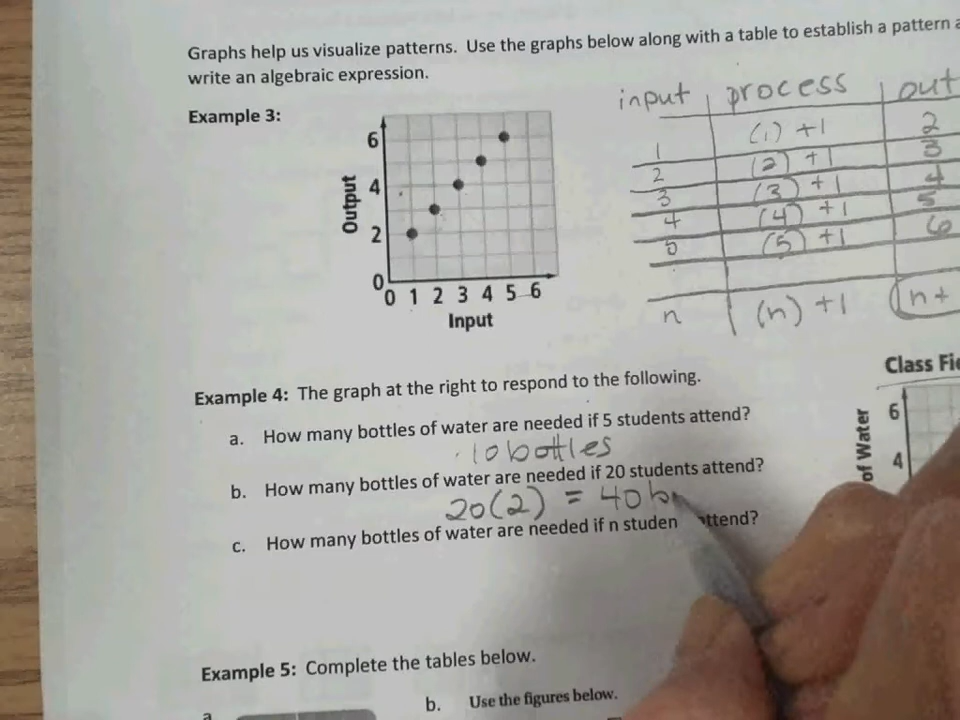 Graphs help us visualize patterns. Use the graphs below along with a table to establish a pattern
write an algebraic expression.
Example 3:
6
4
2
0
Output
0 1 2 3 4 5 6
Input
input process out
1 (1) +1 2
2 (2) +1 3
3 (3) +1 4
4 (4) +1 5
5 (5) +1 6
n (n) +1 n+
Example 4: The graph at the right to respond to the following.
a. How many bottles of water are needed if 5 students attend?
10 bottles
b. How many bottles of water are needed if 20 students attend?
20(2) = 40 b
c. How many bottles of water are needed if n studen ttend?
Class Fie
6
4
of Water
Example 5: Complete the tables below.
a
b. Use the figures below.